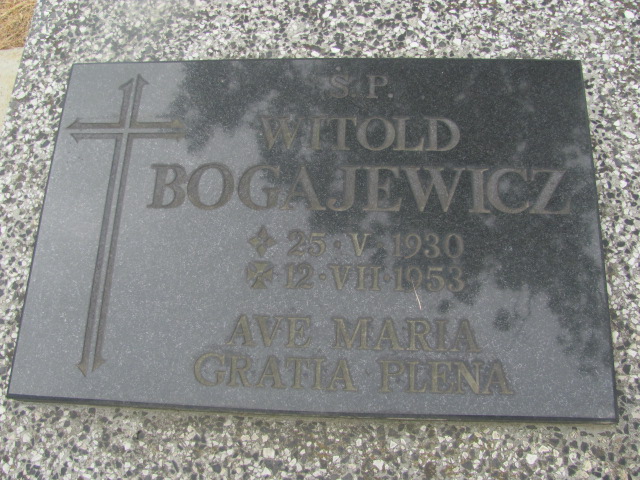 Ś.P.
WITOLD
BOGAJEWICZ
25·V·1930
12·VII·1953
AVE MARIA
GRATIA PLENA